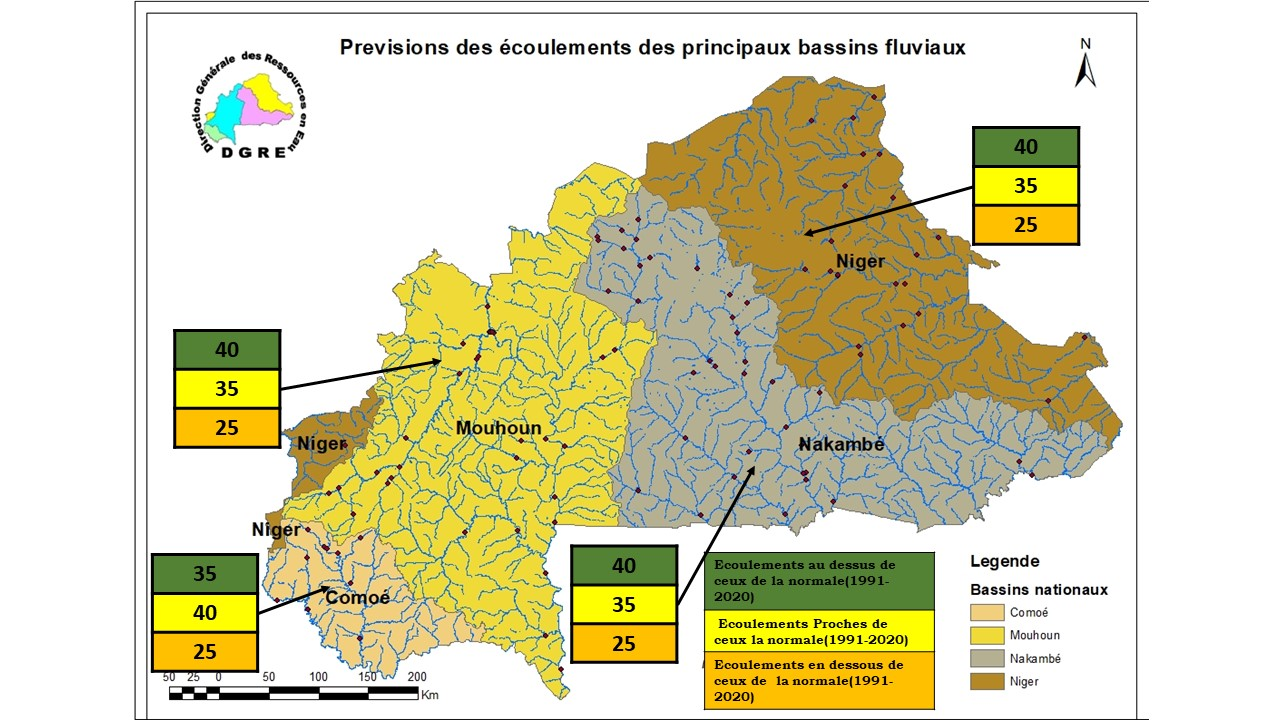 Previsions des écoulements des principaux bassins fluviaux
N
Direction Générale des Ressources en Eau
DGRE
40
35
25
Niger
40
35
25
Mouhoun
Niger
Nakambé
Niger
35
40
25
Comoé
40
35
25
Ecoulements au dessus de
ceux de la normale(1991-
2020)
Ecoulements Proches de
ceux la normale(1991-2020)
Ecoulements en dessous de
ceux de la normale(1991-
2020)
Legende
Bassins nationaux
Comoé
Mouhoun
Nakambé
Niger
50 25 0 50 100 150 200
Km